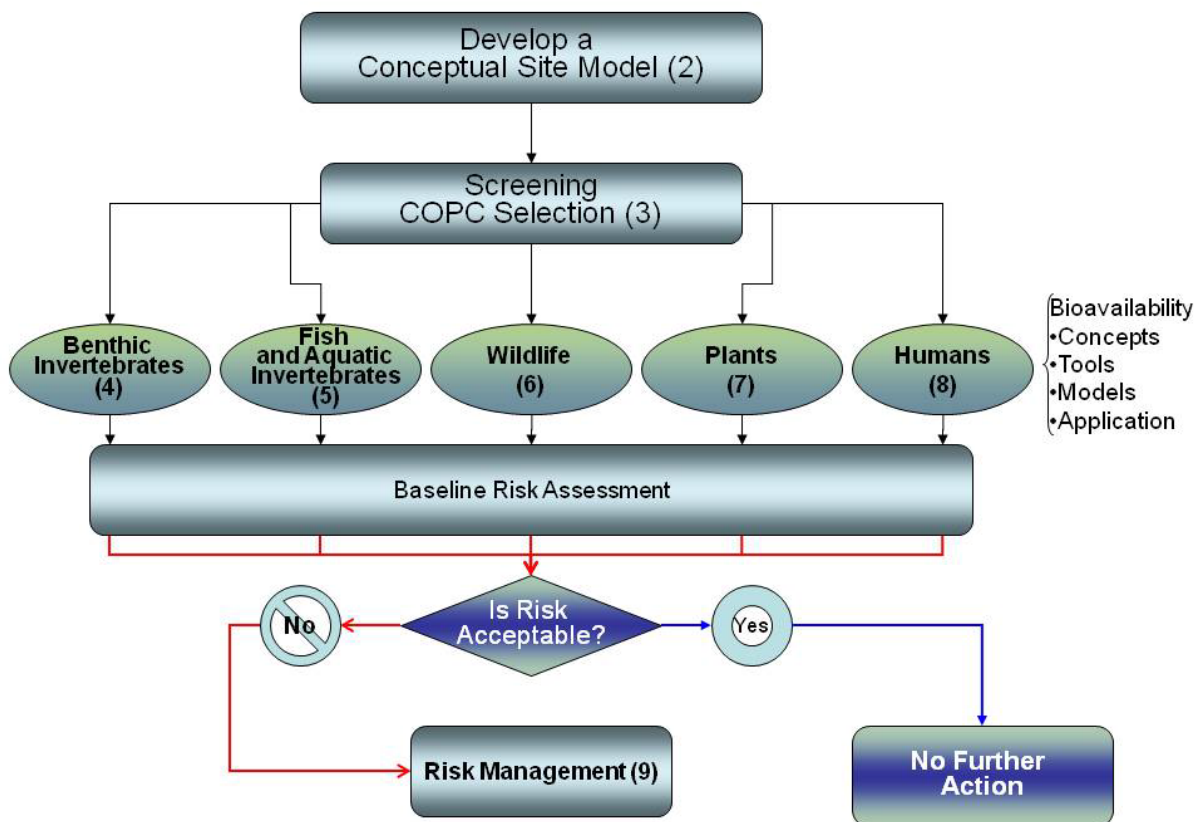 Develop a
Conceptual Site Model (2)
Screening
COPC Selection (3)
Benthic
Invertebrates
(4)
Fish
and Aquatic
Invertebrates
(5)
Wildlife
(6)
Plants
(7)
Humans
(8)
Bioavailability
•Concepts
•Tools
•Models
•Application
Baseline Risk Assessment
Is Risk
Acceptable?
No
Yes
Risk Management (9)
No Further
Action